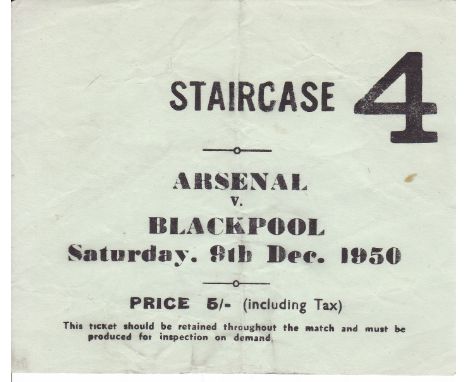 STAIRCASE 4
ARSENAL
v.
BLACKPOOL
Saturday. 9th Dec. 1950
PRICE 5/- (including Tax)
This ticket should be retained throughout the match and must be
produced for inspection on demand.